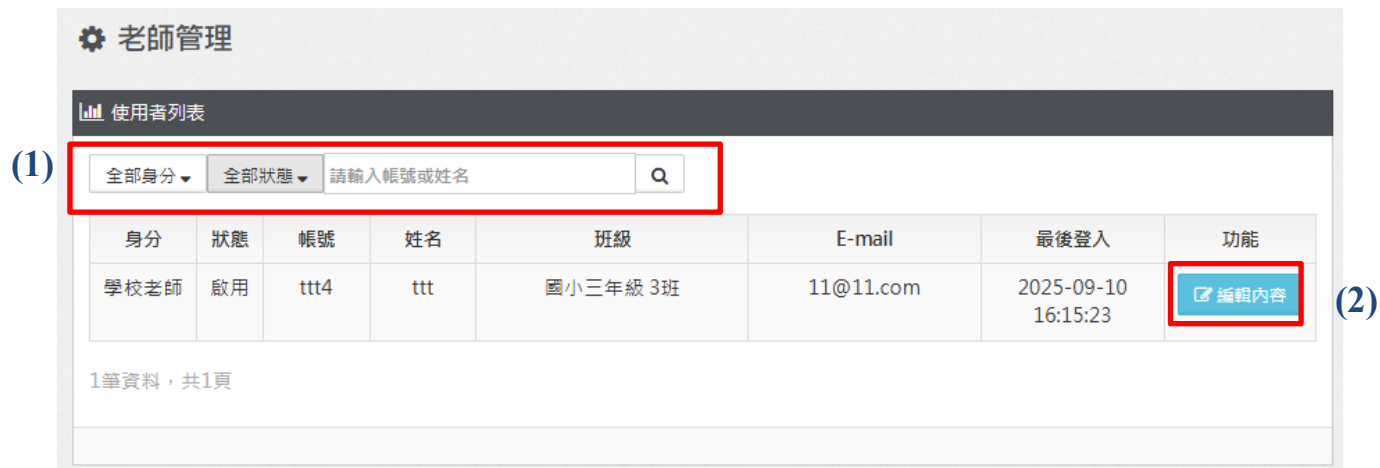 老師管理
使用者列表
(1)
全部身分 全部狀態 請輸入帳號或姓名
身分 狀態 帳號 姓名 班級 E-mail 最後登入 功能
學校老師 啟用 ttt4 ttt 國小三年級 3班 11@11.com 2025-09-10 編輯內容
16:15:23
(2)
1筆資料，共1頁